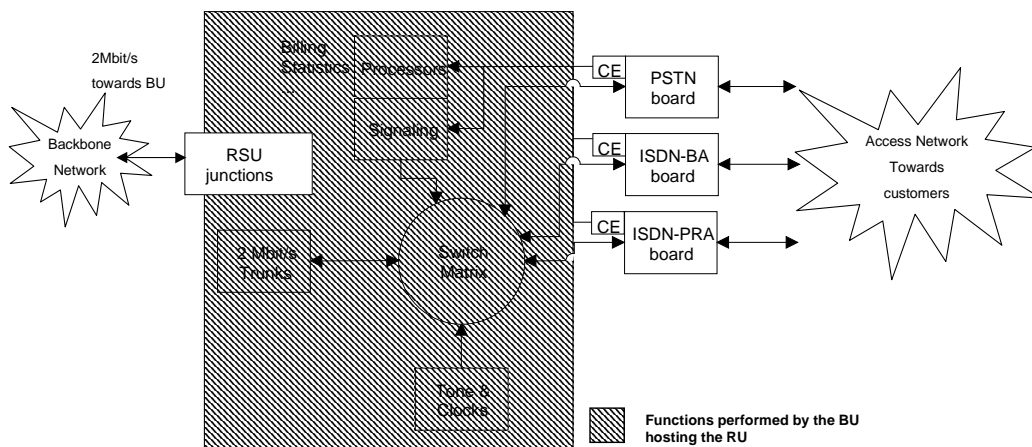 2Mbit/s
towards BU
Backbone
Network
RSU
junctions
Billing
Statistics
...
Processors
Signaling
2 Mbit/s
Trunks
Switch
Matrix
Tone &
Clocks
CE
PSTN
board
CE
ISDN-BA
board
CE
ISDN-PRA
board
Access Network
Towards
customers
Functions performed by the BU
hosting the RU